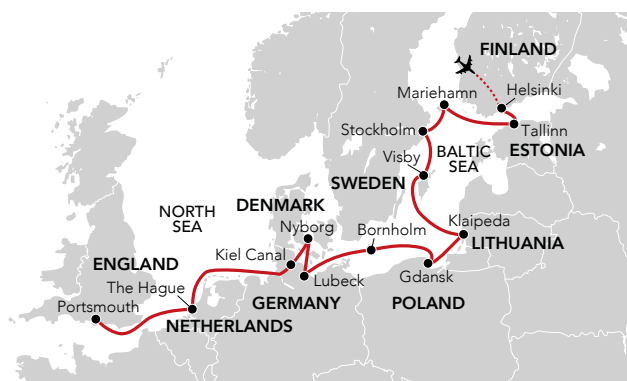 FINLAND
Mariehamn
Helsinki
Stockholm
Tallinn
BALTIC
SEA
ESTONIA
Visby
SWEDEN
DENMARK
NORTH
SEA
Nyborg
Bornholm
Klaipeda
LITHUANIA
Kiel Canal
ENGLAND
Lubeck
Gdansk
The Hague
GERMANY
POLAND
Portsmouth
NETHERLANDS